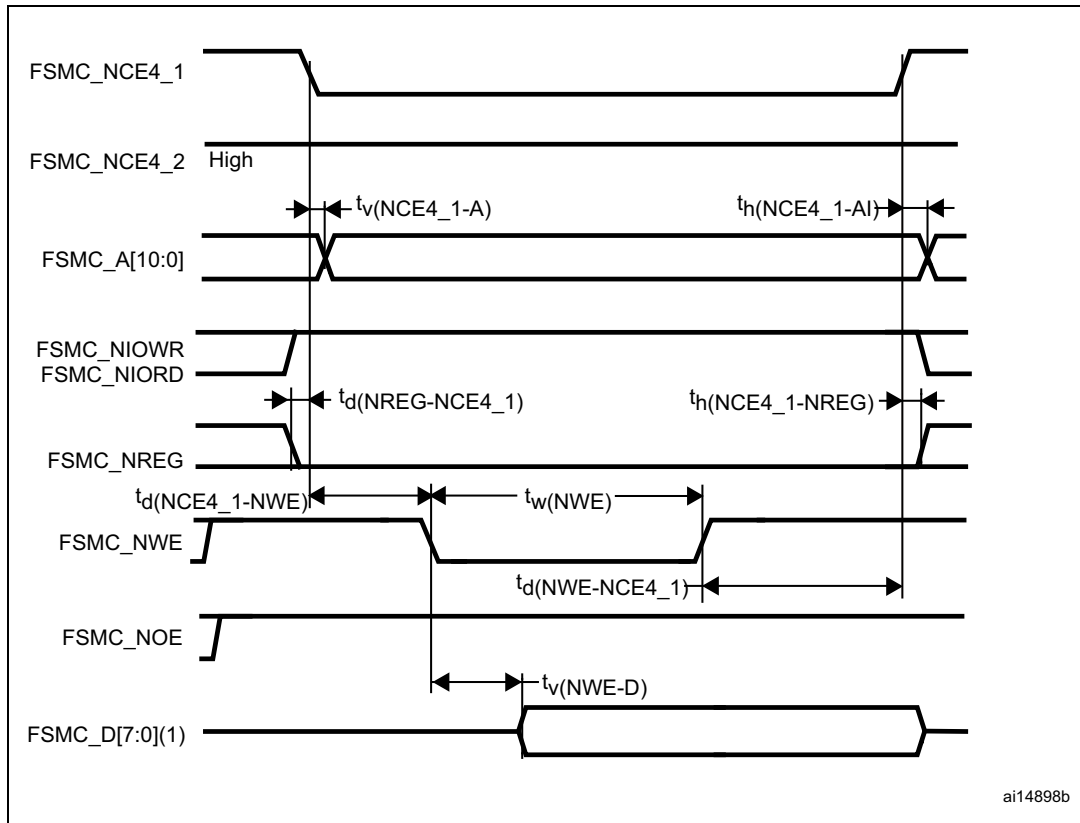 FSMC_NCE4_1
FSMC_NCE4_2 High
tv(NCE4_1-A) th(NCE4_1-AI)
FSMC_A[10:0]
FSMC_NIOWR
FSMC_NIORD
td(NREG-NCE4_1) th(NCE4_1-NREG)
FSMC_NREG
td(NCE4_1-NWE) tw(NWE)
FSMC_NWE
td(NWE-NCE4_1)
FSMC_NOE
tv(NWE-D)
FSMC_D[7:0](1)
ai14898b